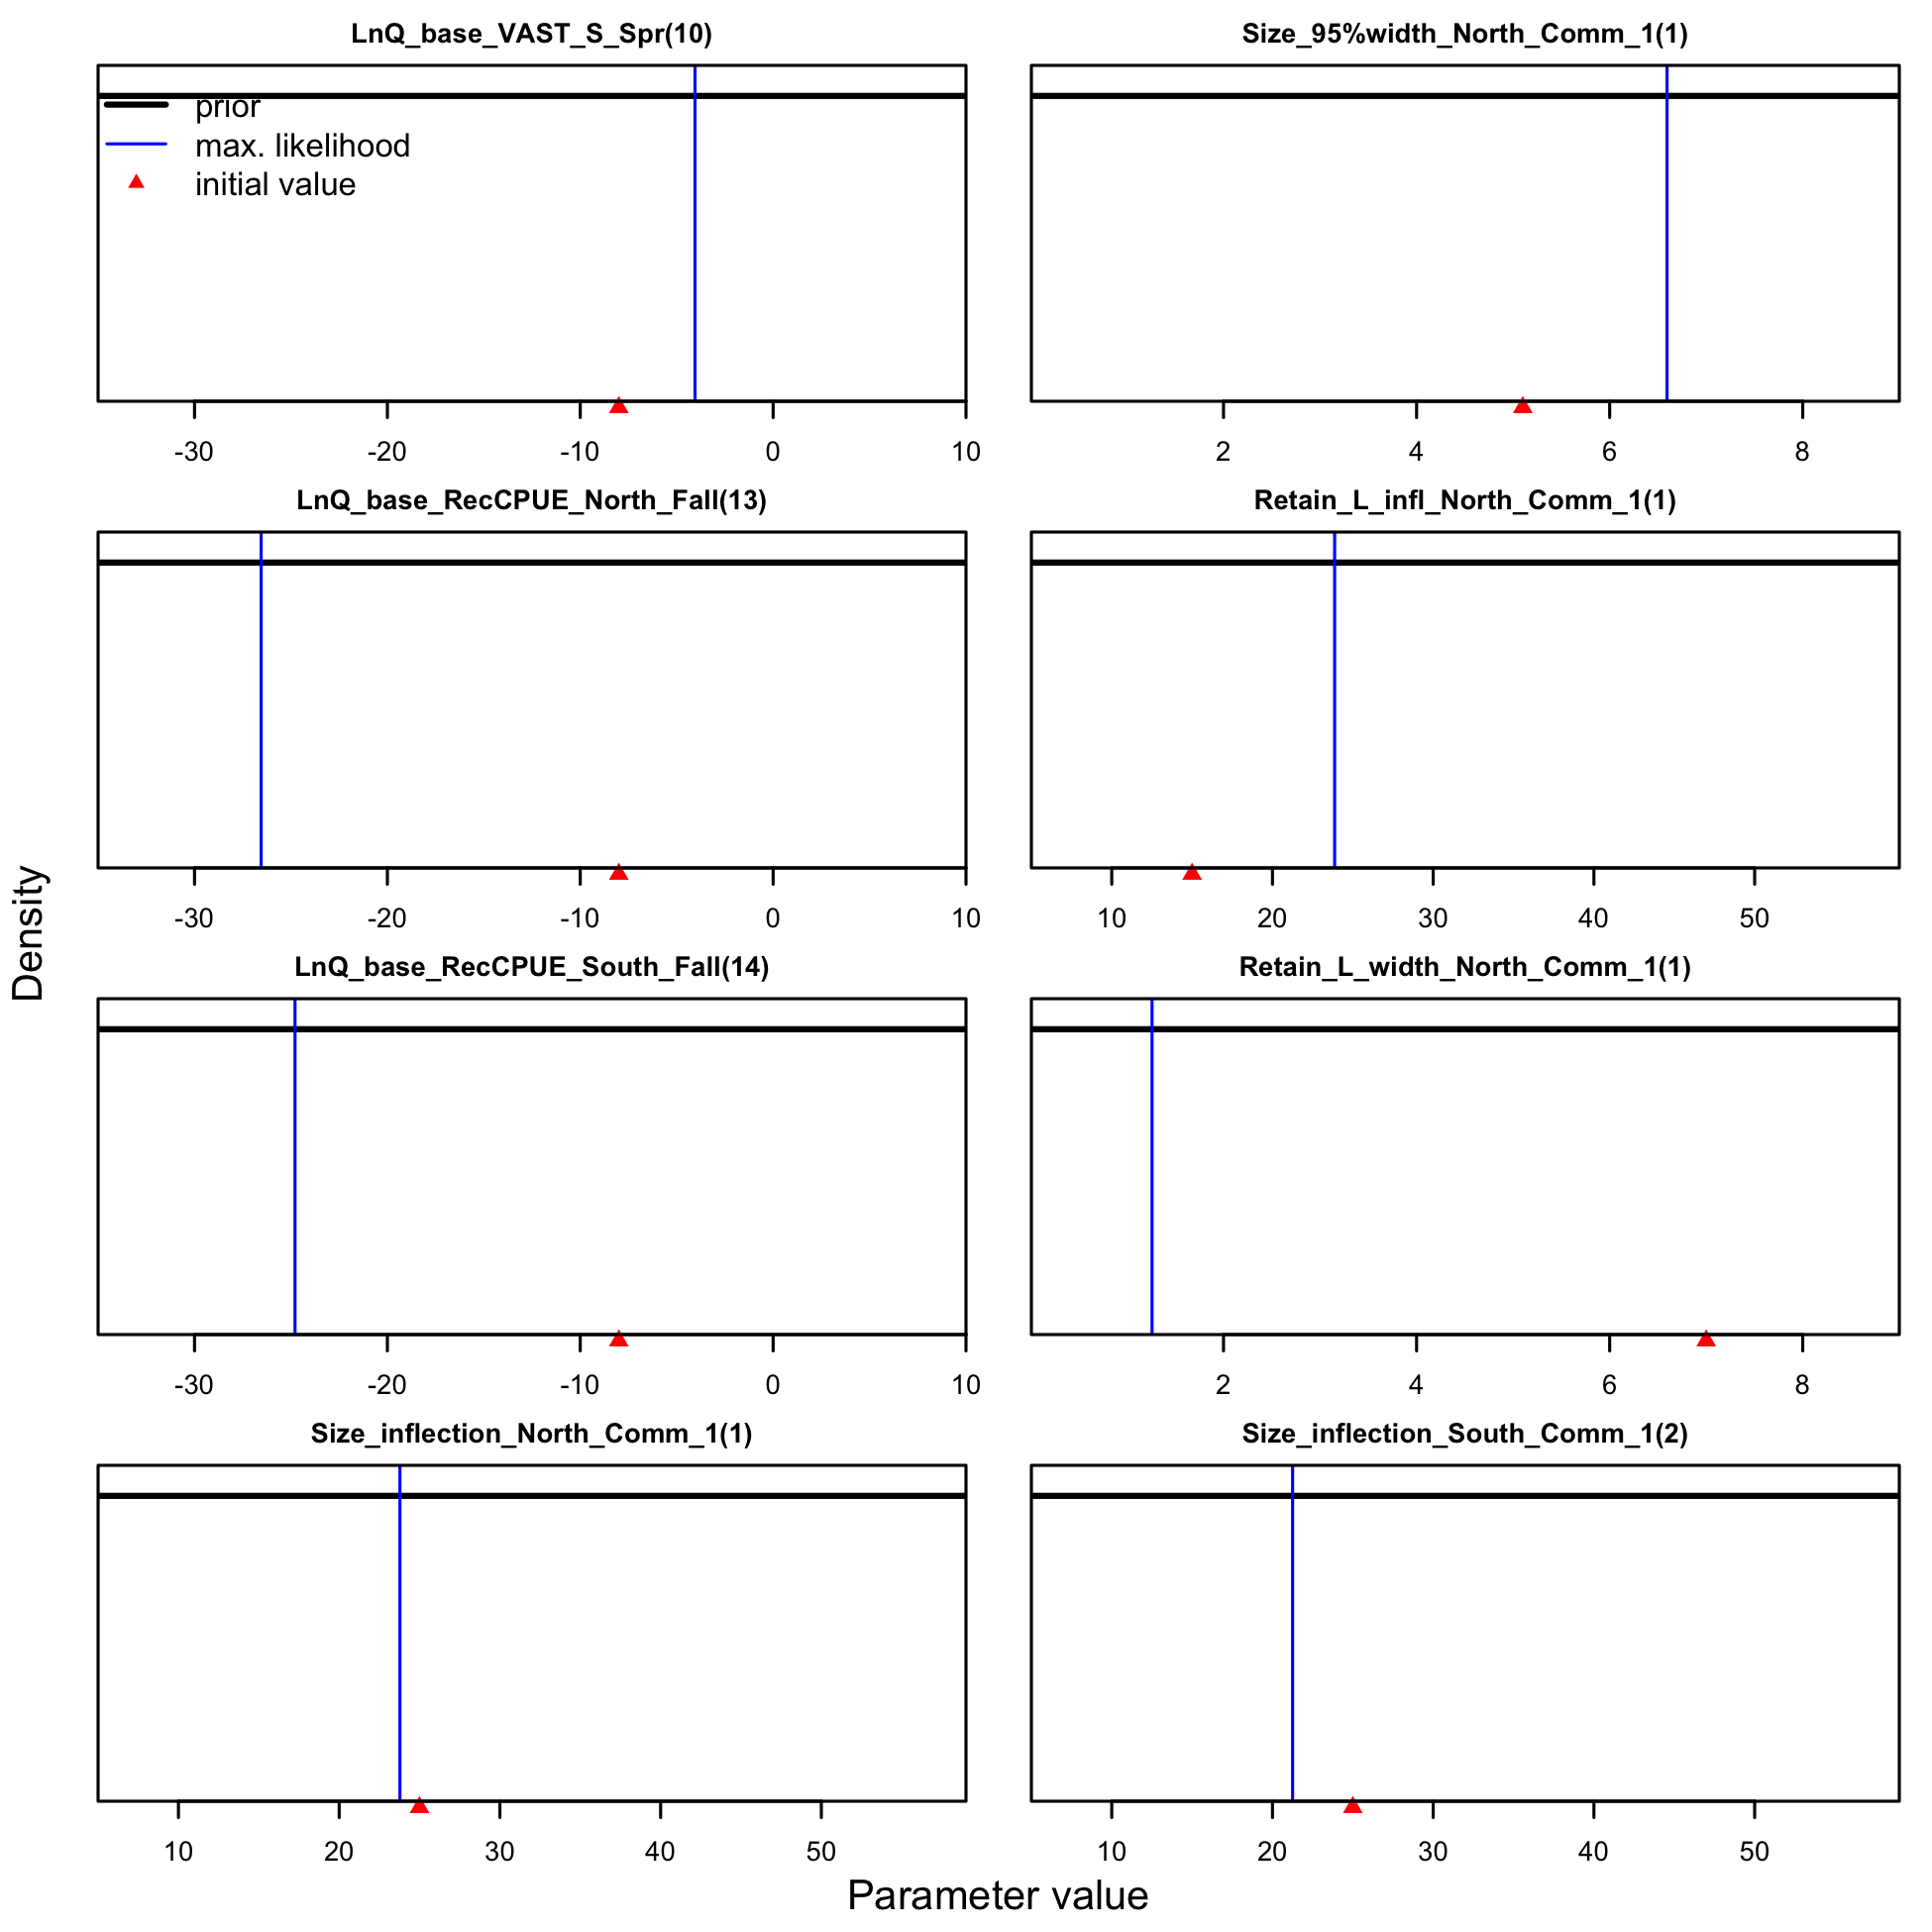 LnQ_base_VAST_S_Spr(10)
prior
max. likelihood
initial value
-30 -20 -10 0 10
Size_95%width_North_Comm_1(1)
2 4 6 8
LnQ_base_RecCPUE_North_Fall(13)
-30 -20 -10 0 10
Retain_L_infl_North_Comm_1(1)
10 20 30 40 50
LnQ_base_RecCPUE_South_Fall(14)
-30 -20 -10 0 10
Retain_L_width_North_Comm_1(1)
2 4 6 8
Size_inflection_North_Comm_1(1)
10 20 30 40 50
Size_inflection_South_Comm_1(2)
10 20 30 40 50
Density
Parameter value